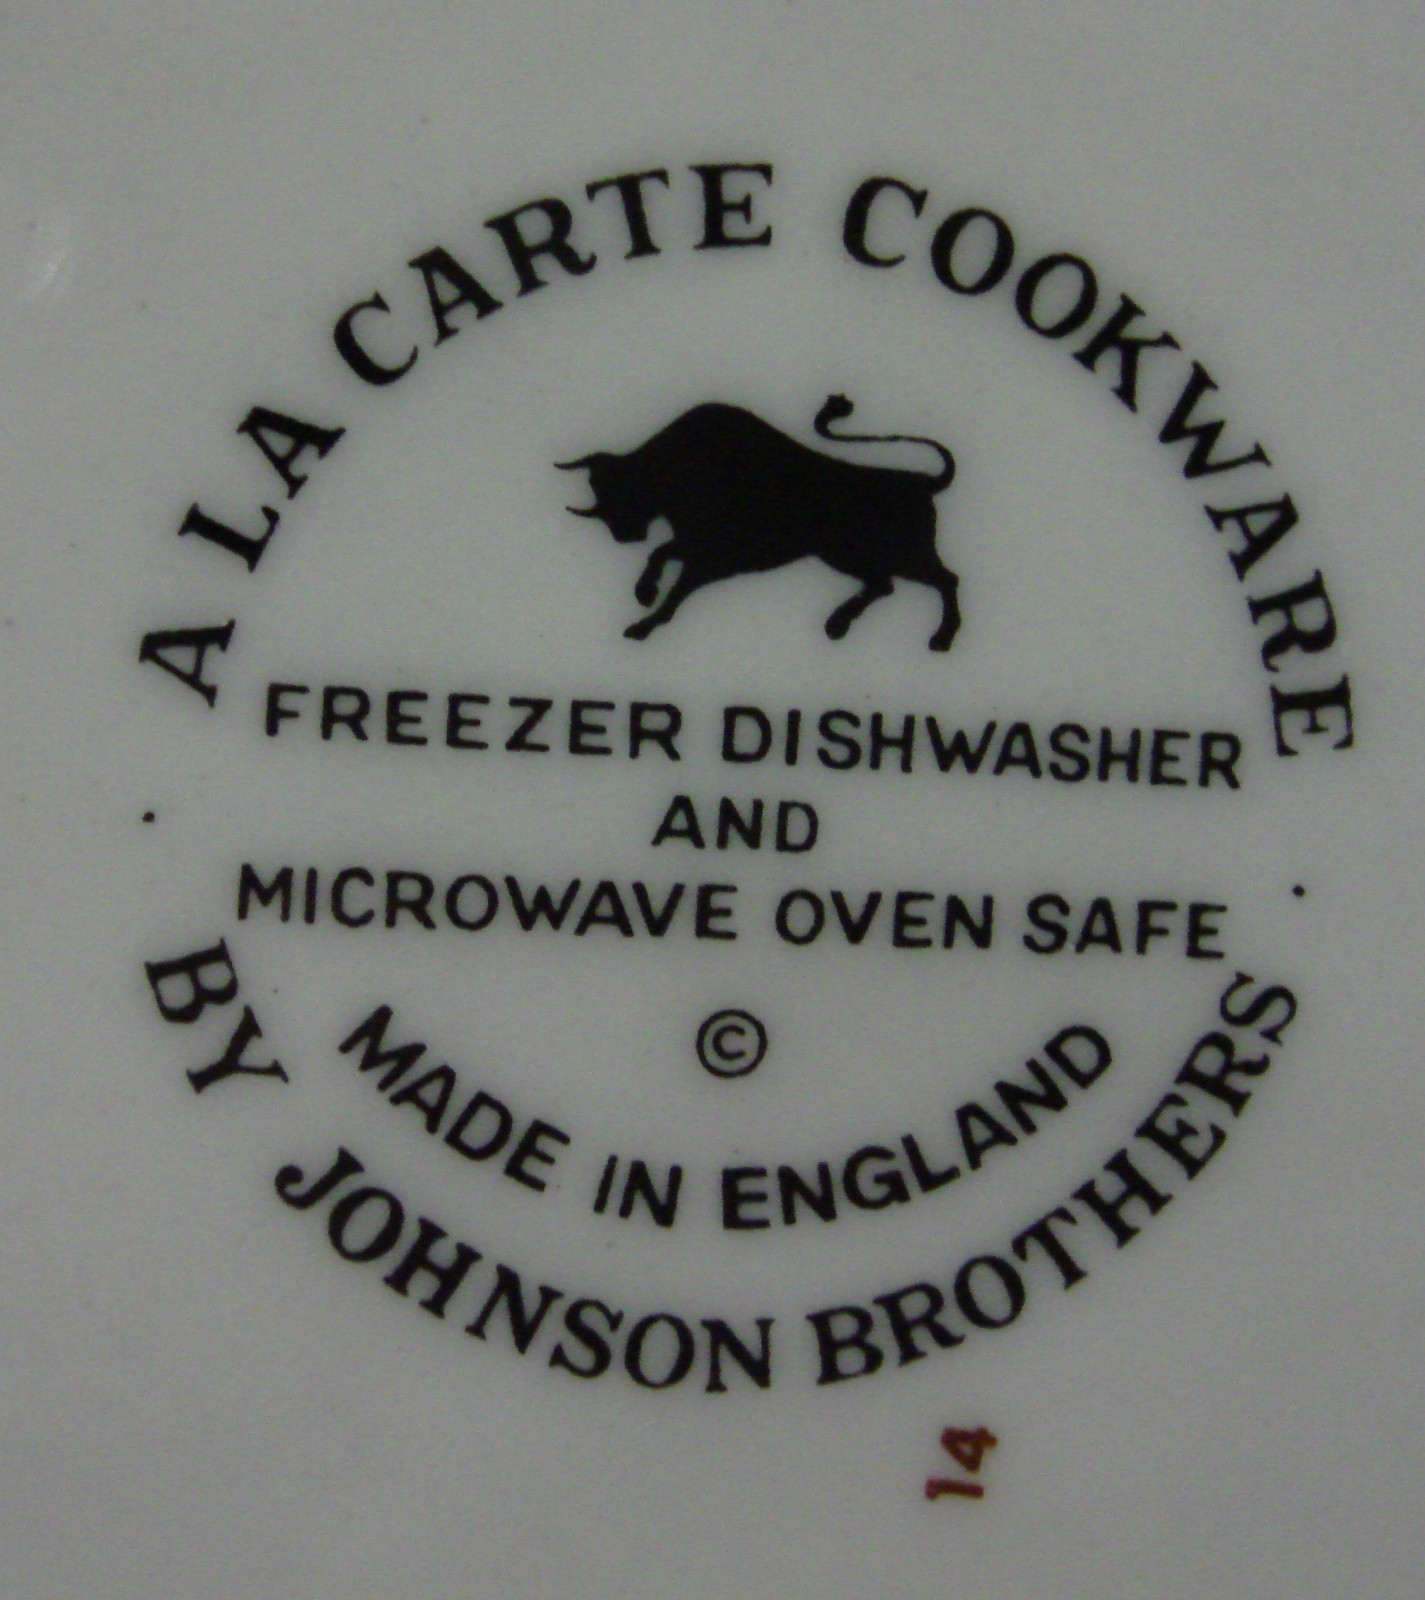 A LA CARTE COOKWARE
FREEZER DISHWASHER
AND
MICROWAVE OVEN SAFE
©
MADE IN ENGLAND
BY JOHNSON BROTHERS
14